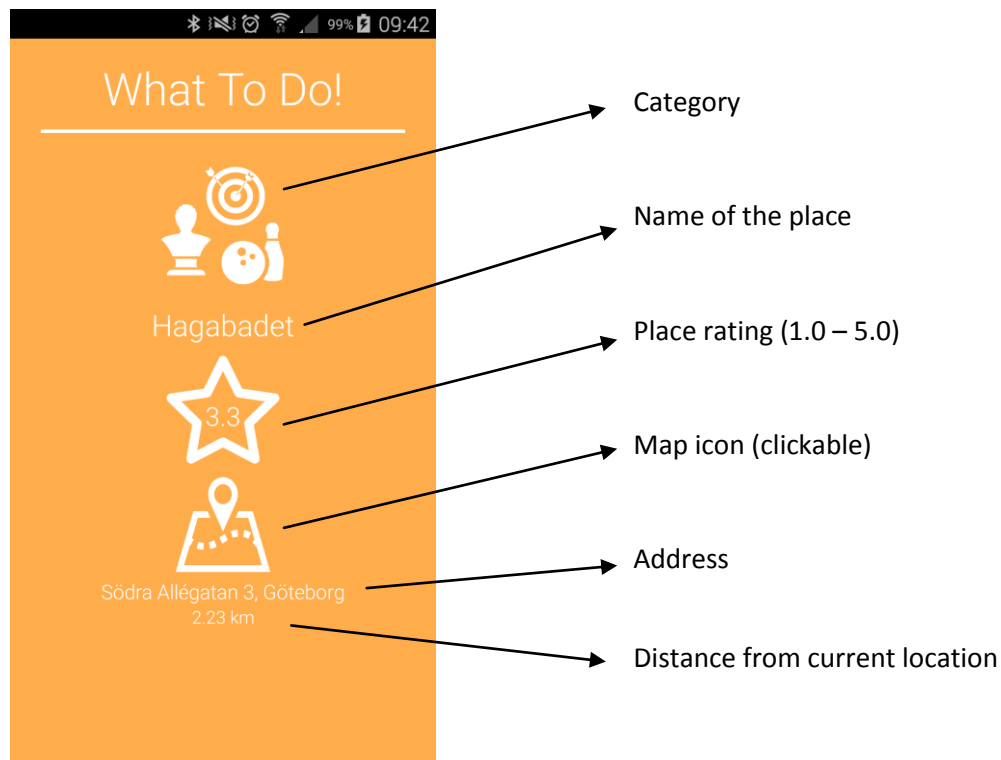 99% 09:42
What To Do!
Category
Name of the place
Hagabadet
Place rating (1.0 – 5.0)
3.3
Map icon (clickable)
Address
Södra Allégatan 3, Göteborg
2.23 km
Distance from current location